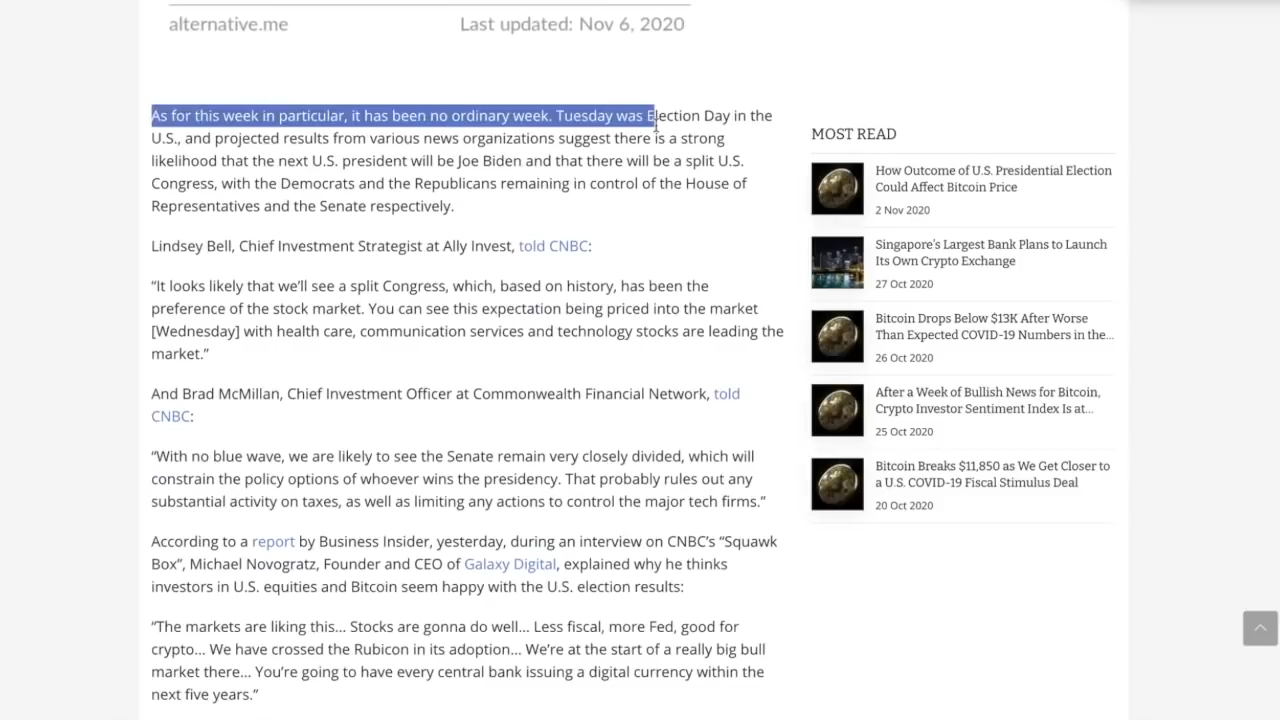 alternative.me
Last updated: Nov 6, 2020
As for this week in particular, it has been no ordinary week. Tuesday was Election Day in the
U.S., and projected results from various news organizations suggest there is a strong
likelihood that the next U.S. president will be Joe Biden and that there will be a split U.S.
Congress, with the Democrats and the Republicans remaining in control of the House of
Representatives and the Senate respectively.
Lindsey Bell, Chief Investment Strategist at Ally Invest, told CNBC:
“It looks likely that we’ll see a split Congress, which, based on history, has been the
preference of the stock market. You can see this expectation being priced into the market
[Wednesday] with health care, communication services and technology stocks are leading the
market.”
And Brad McMillan, Chief Investment Officer at Commonwealth Financial Network, told
CNBC:
“With no blue wave, we are likely to see the Senate remain very closely divided, which will
constrain the policy options of whoever wins the presidency. That probably rules out any
substantial activity on taxes, as well as limiting any actions to control the major tech firms.”
According to a report by Business Insider, yesterday, during an interview on CNBC’s “Squawk
Box”, Michael Novogratz, Founder and CEO of Galaxy Digital, explained why he thinks
investors in U.S. equities and Bitcoin seem happy with the U.S. election results:
“The markets are liking this… Stocks are gonna do well… Less fiscal, more Fed, good for
crypto… We have crossed the Rubicon in its adoption… We’re at the start of a really big bull
market there… You’re going to have every central bank issuing a digital currency within the
next five years.”
MOST READ
How Outcome of U.S. Presidential Election
Could Affect Bitcoin Price
2 Nov 2020
Singapore’s Largest Bank Plans to Launch
Its Own Crypto Exchange
27 Oct 2020
Bitcoin Drops Below $13K After Worse
Than Expected COVID-19 Numbers in the…
26 Oct 2020
After a Week of Bullish News for Bitcoin,
Crypto Investor Sentiment Index Is at…
25 Oct 2020
Bitcoin Breaks $11,850 as We Get Closer to
a U.S. COVID-19 Fiscal Stimulus Deal
20 Oct 2020